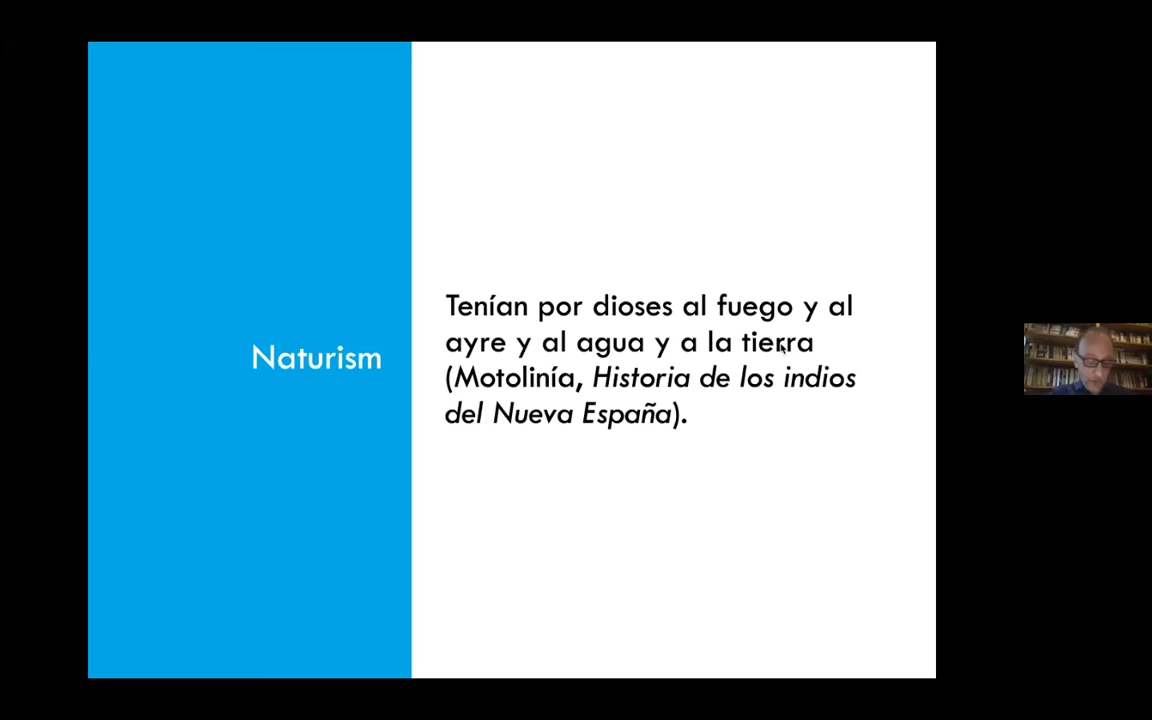 Naturism
Tenían por dioses al fuego y al
ayre y al agua y a la tierra
(Motolinía, Historia de los indios
del Nueva España).